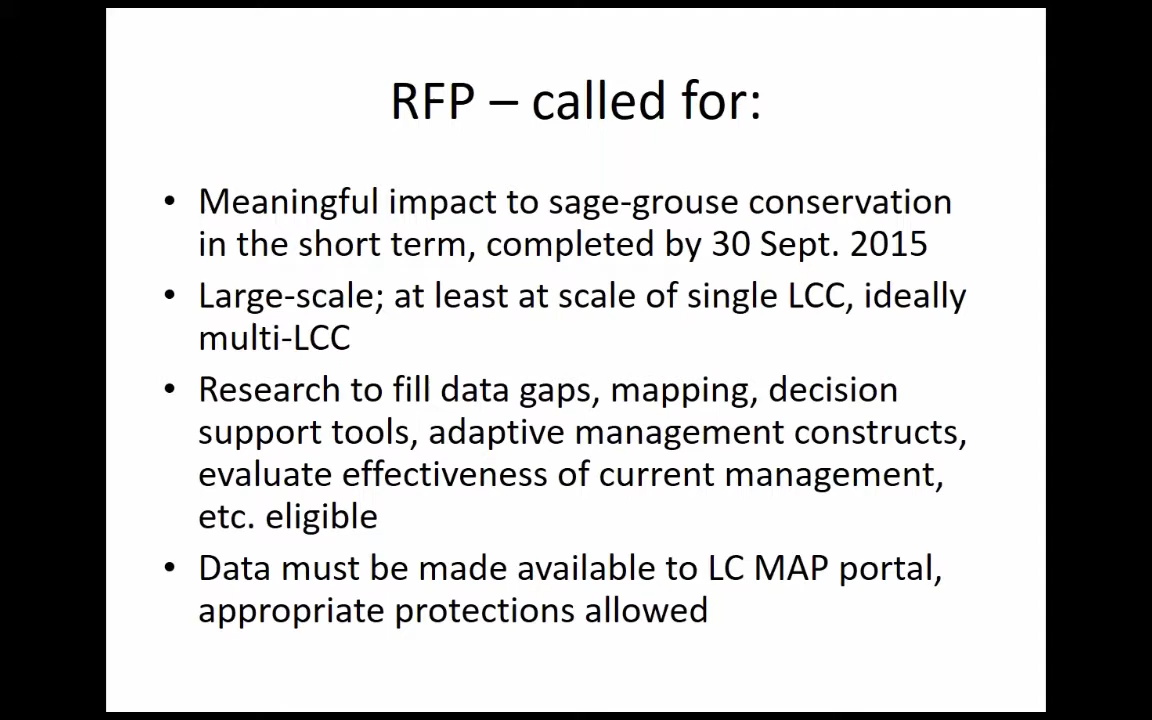 RFP – called for:
• Meaningful impact to sage-grouse conservation
in the short term, completed by 30 Sept. 2015
• Large-scale; at least at scale of single LCC, ideally
multi-LCC
• Research to fill data gaps, mapping, decision
support tools, adaptive management constructs,
evaluate effectiveness of current management,
etc. eligible
• Data must be made available to LC MAP portal,
appropriate protections allowed